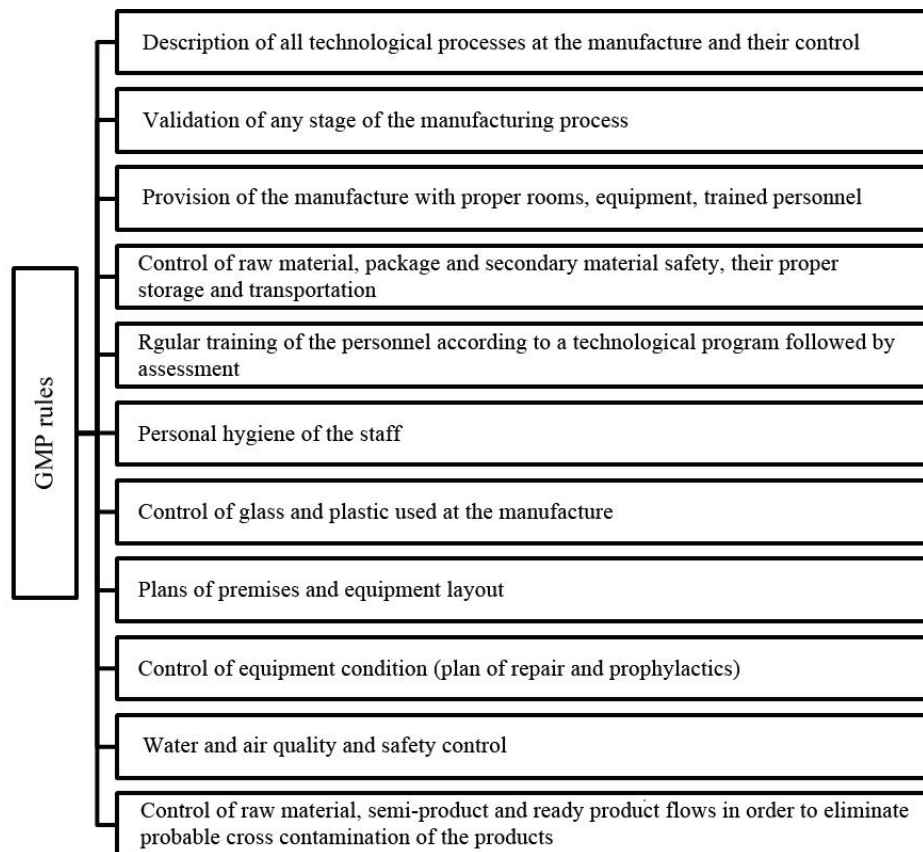 Description of all technological processes at the manufacture and their control
Validation of any stage of the manufacturing process
Provision of the manufacture with proper rooms, equipment, trained personnel
Control of raw material, package and secondary material safety, their proper
storage and transportation
Rgular training of the personnel according to a technological program followed by
assessment
GMP rules
Personal hygiene of the staff
Control of glass and plastic used at the manufacture
Plans of premises and equipment layout
Control of equipment condition (plan of repair and prophylactics)
Water and air quality and safety control
Control of raw material, semi-product and ready product flows in order to eliminate
probable cross contamination of the products